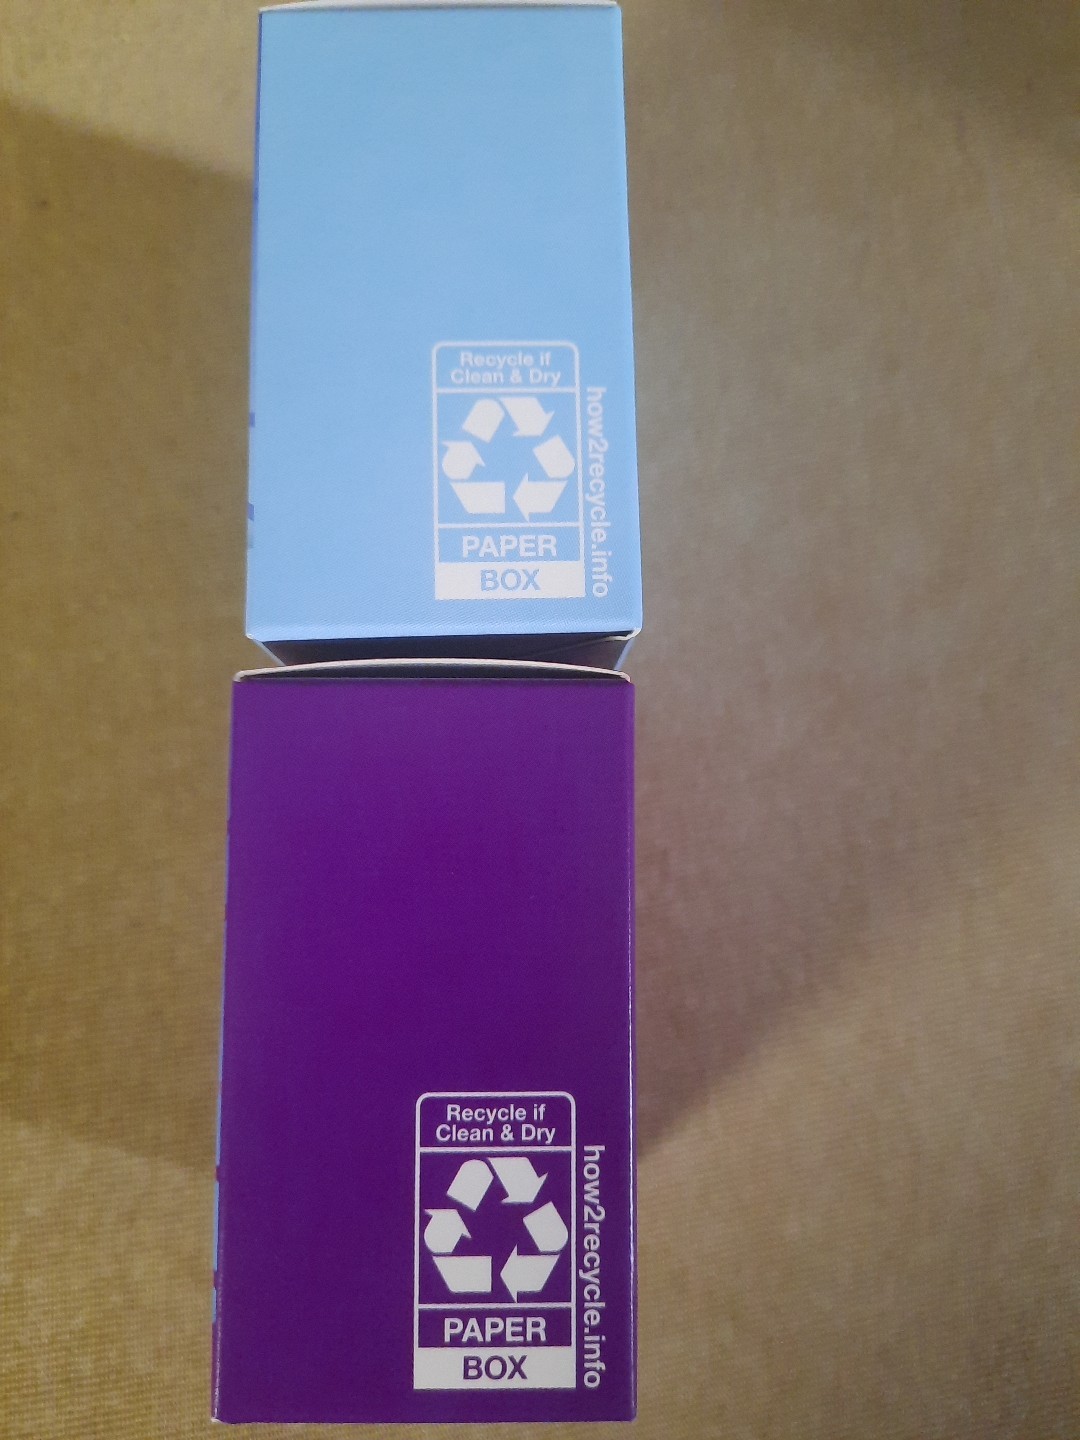 Recycle if
Clean & Dry
PAPER
BOX
how2recycle.info
Recycle if
Clean & Dry
PAPER
BOX
how2recycle.info